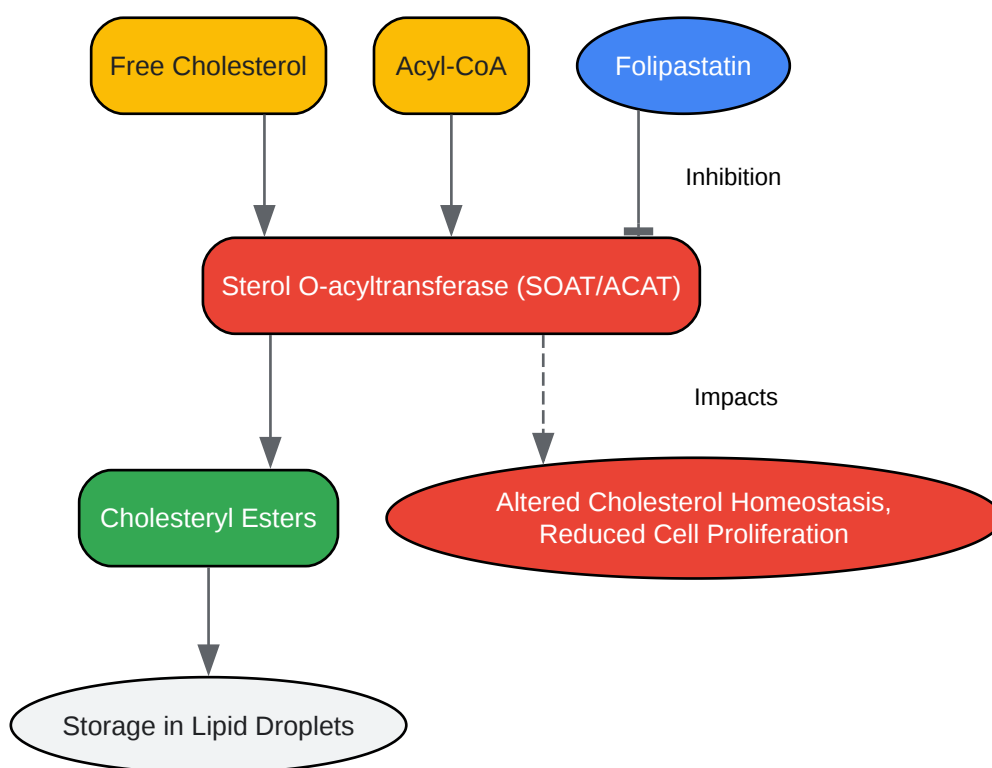 Free Cholesterol
Acyl-CoA
Folipastatin
Inhibition
Sterol O-acyltransferase (SOAT/ACAT)
Impacts
Cholesteryl Esters
Altered Cholesterol Homeostasis,
Reduced Cell Proliferation
Storage in Lipid Droplets